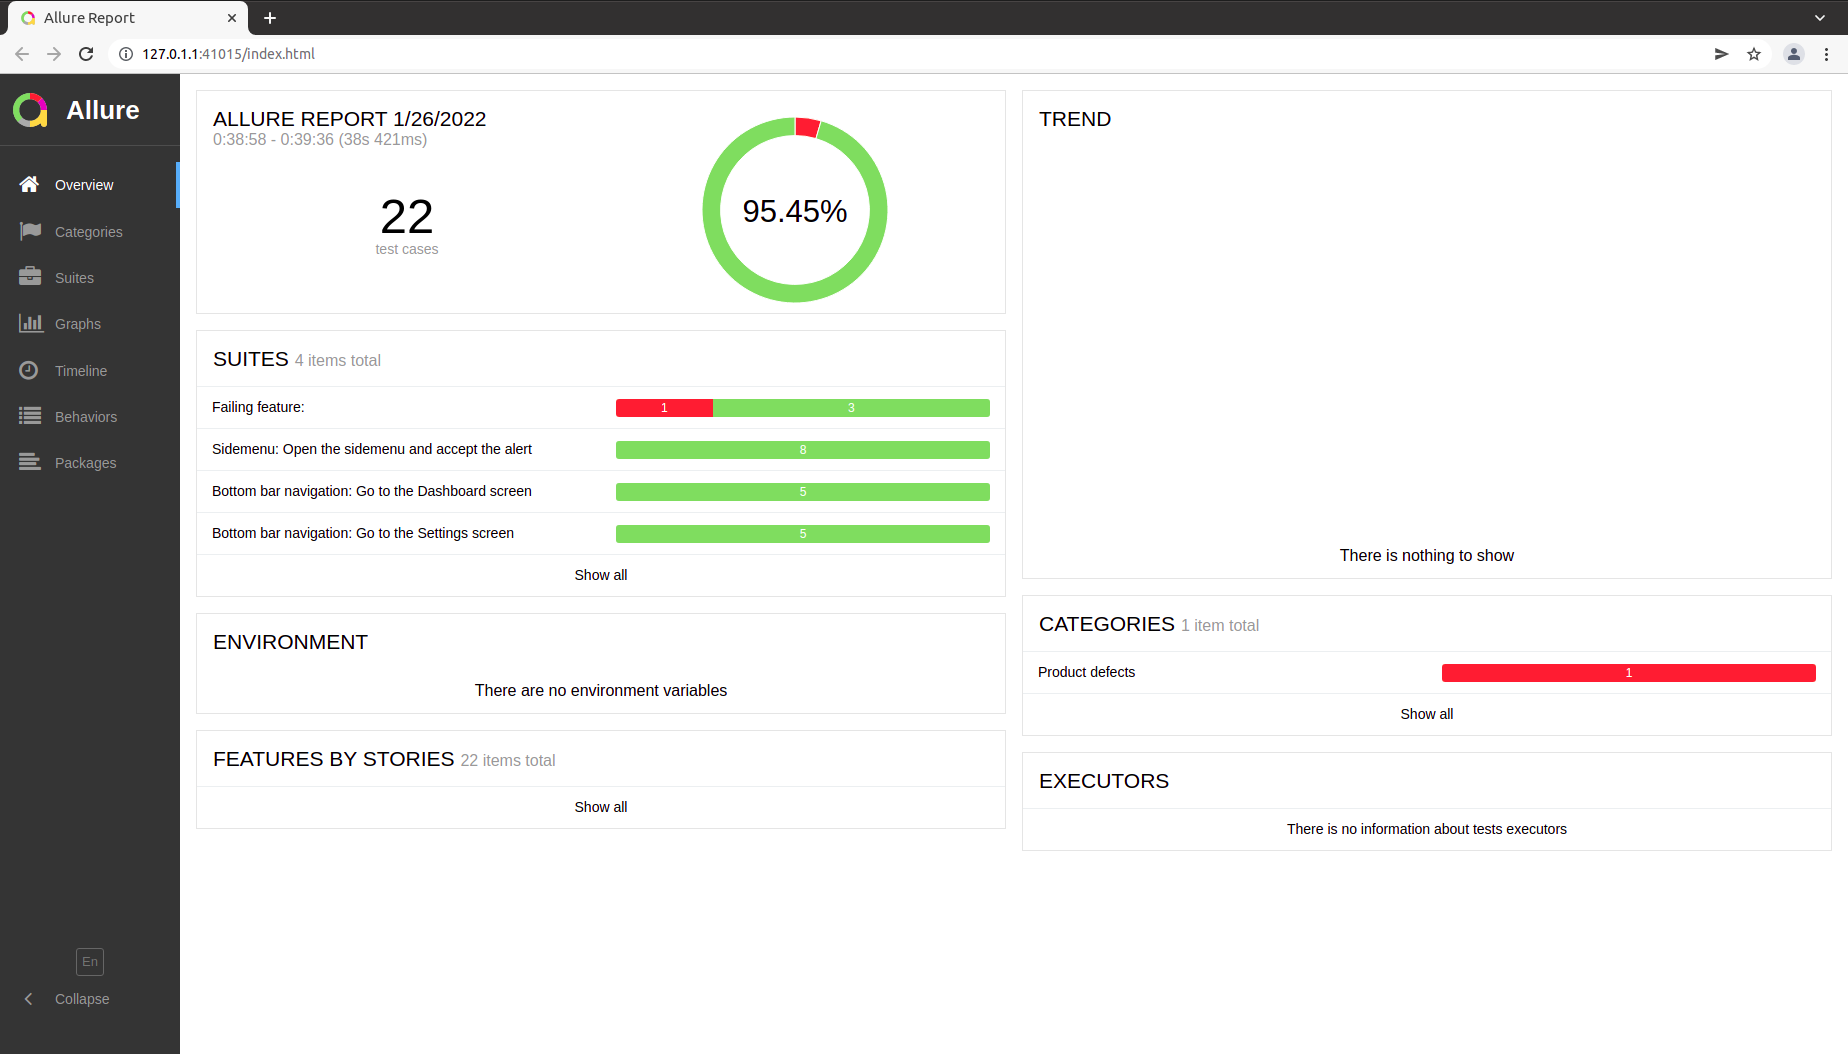 Allure Report
127.0.1.1:41015/index.html
Allure
Overview
Categories
Suites
Graphs
Timeline
Behaviors
Packages
En
Collapse
ALLURE REPORT 1/26/2022
0:38:58 - 0:39:36 (38s 421ms)
22
test cases
95.45%
SUITES 4 items total
Failing feature: 1 3
Sidemenu: Open the sidemenu and accept the alert 8
Bottom bar navigation: Go to the Dashboard screen 5
Bottom bar navigation: Go to the Settings screen 5
Show all
ENVIRONMENT
There are no environment variables
FEATURES BY STORIES 22 items total
Show all
TREND
There is nothing to show
CATEGORIES 1 item total
Product defects 1
Show all
EXECUTORS
There is no information about tests executors